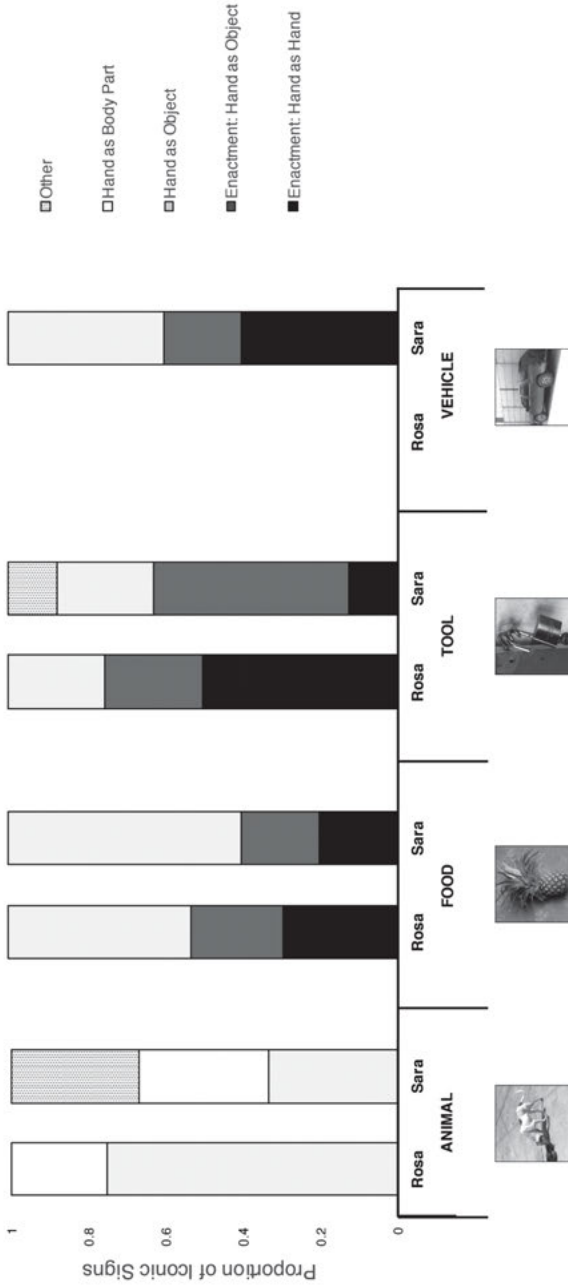 Other
Hand as Body Part
Hand as Object
Enactment: Hand as Object
Enactment: Hand as Hand
Proportion of Iconic Signs
1
0.8
0.6
0.4
0.2
0
Rosa Sara Rosa Sara Rosa Sara Rosa Sara
ANIMAL FOOD TOOL VEHICLE